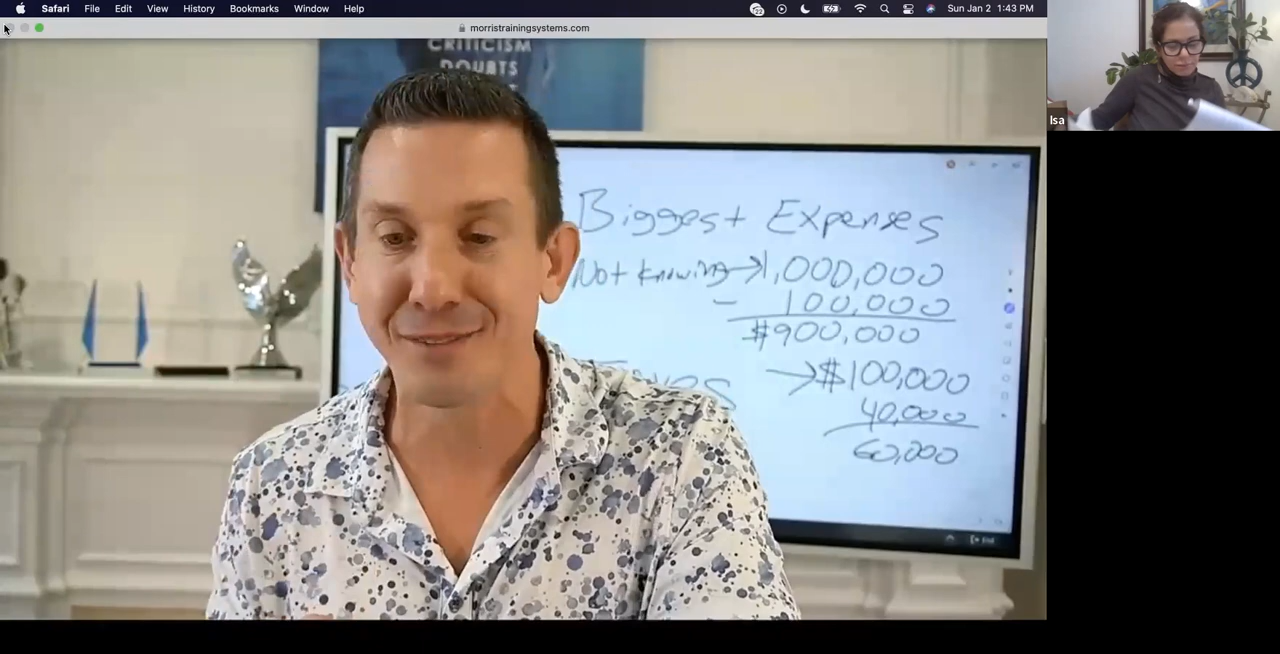 Safari File Edit View History Bookmarks Window Help Sun Jan 2 1:43 PM
morristrainingsystems.com
CRITICISM
DOUBTS
Isa
Biggest Expenses
Not knowing → 1,000,000
- 100,000
$900,000
→ $100,000
40,000
60,000